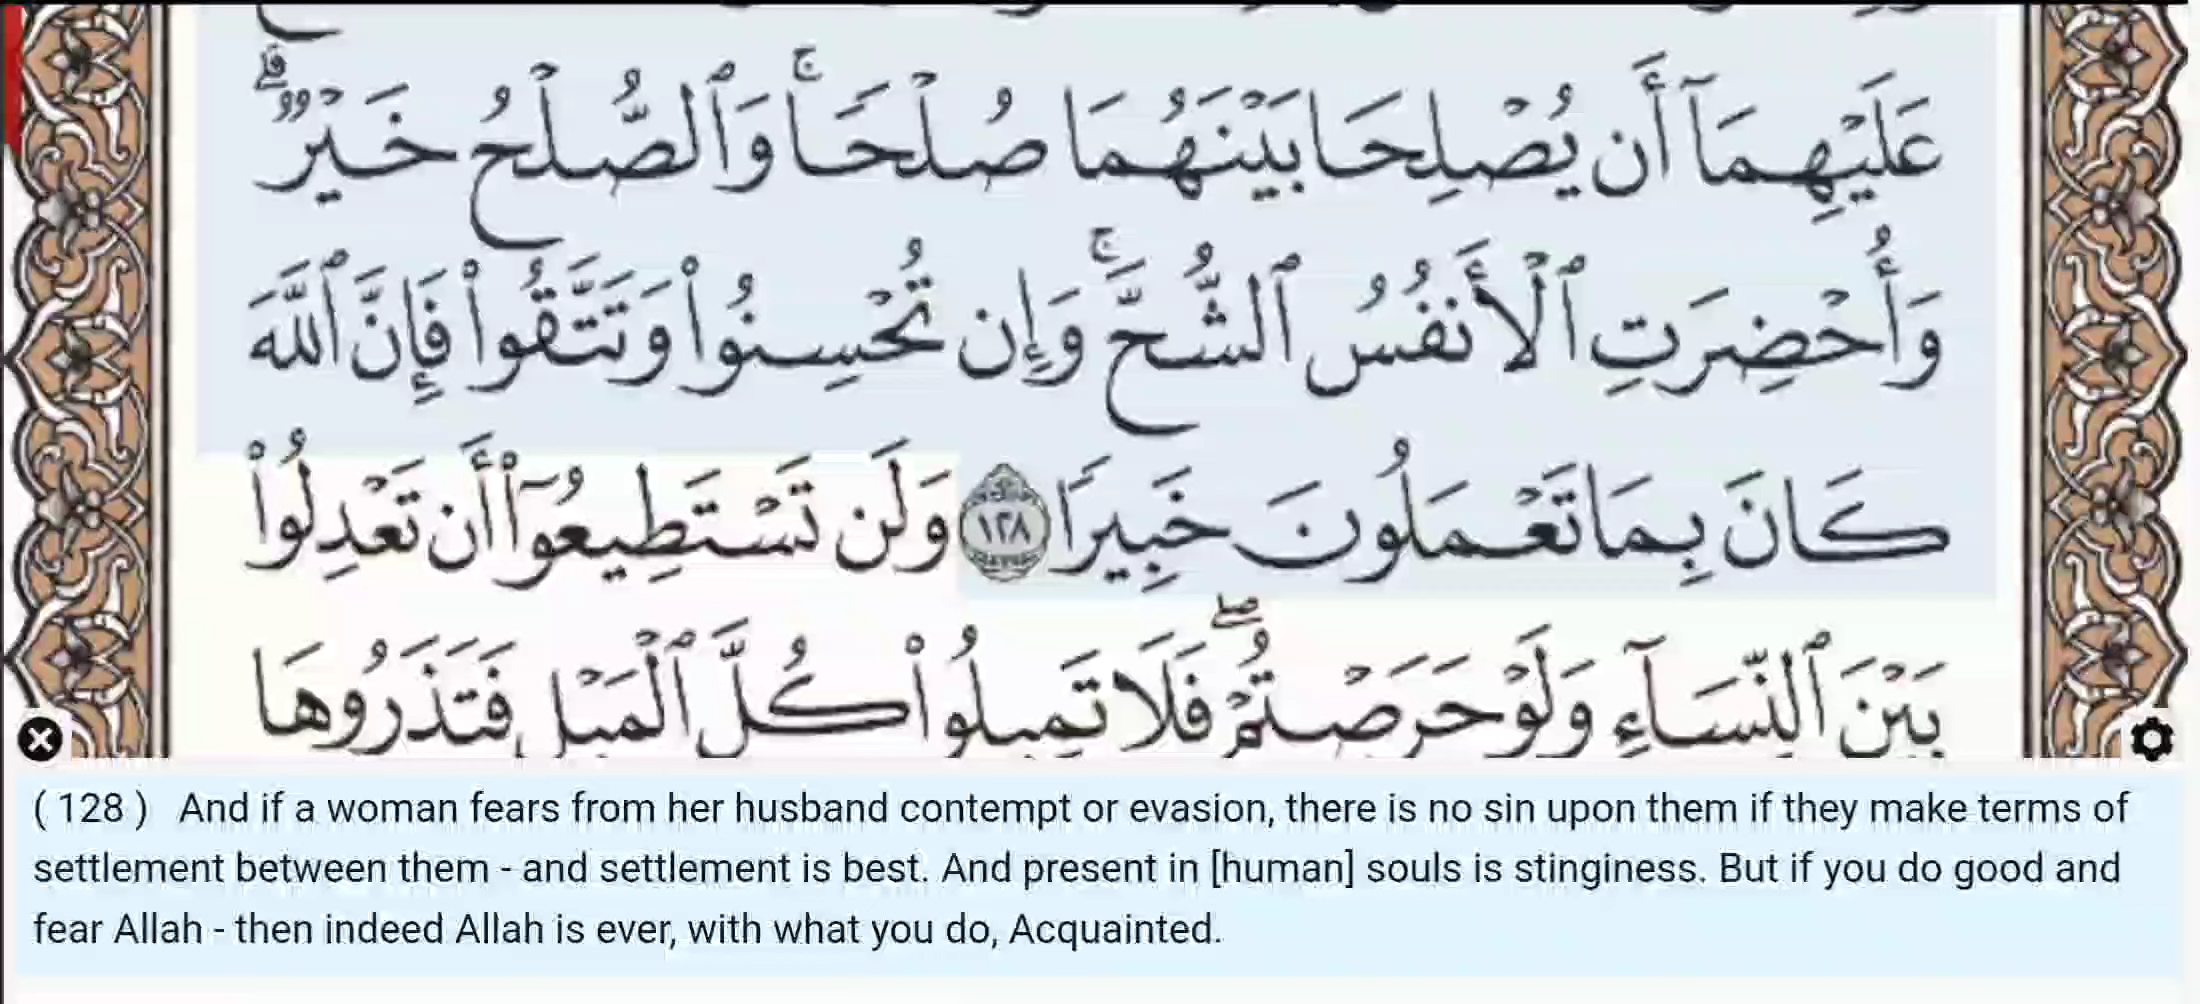 عَلَيْهِمَآ أَن يُصْلِحَا بَيْنَهُمَا صُلْحًا ۚ وَٱلصُّلْحُ خَيْرٌ ۗ
وَأُحْضِرَتِ ٱلْأَنفُسُ ٱلشُّحَّ ۚ وَإِن تُحْسِنُوا۟ وَتَتَّقُوا۟ فَإِنَّ ٱللَّهَ
كَانَ بِمَا تَعْمَلُونَ خَبِيرًا ١٢٨ وَلَن تَسْتَطِيعُوٓا۟ أَن تَعْدِلُوا۟
بَيْنَ ٱلنِّسَآءِ وَلَوْ حَرَصْتُمْ ۖ فَلَا تَمِيلُوا۟ كُلَّ ٱلْمَيْلِ فَتَذَرُوهَا
( 128 ) And if a woman fears from her husband contempt or evasion, there is no sin upon them if they make terms of
settlement between them - and settlement is best. And present in [human] souls is stinginess. But if you do good and
fear Allah - then indeed Allah is ever, with what you do, Acquainted.